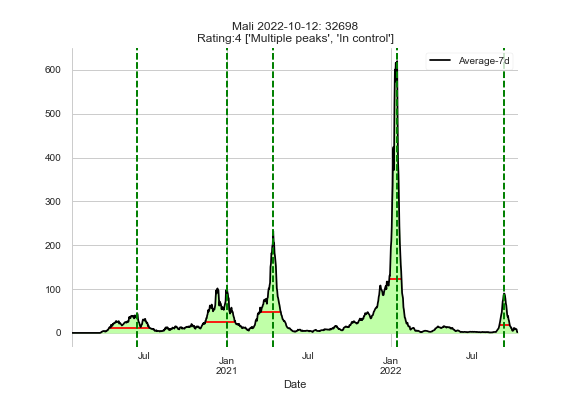 Mali 2022-10-12: 32698
Rating:4 ['Multiple peaks', 'In control']
Average-7d
600
500
400
300
200
100
0
Jul
Jan
2021
Jul
Jan
2022
Jul
Date